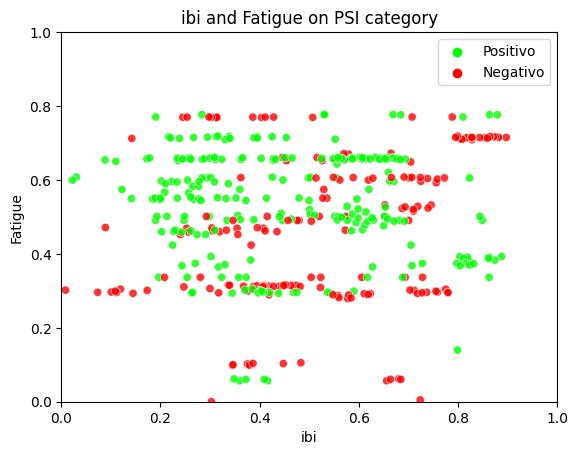 ibi and Fatigue on PSI category
Positivo
Negativo
1.0
0.8
0.6
0.4
0.2
0.0
Fatigue
0.0 0.2 0.4 0.6 0.8 1.0
ibi